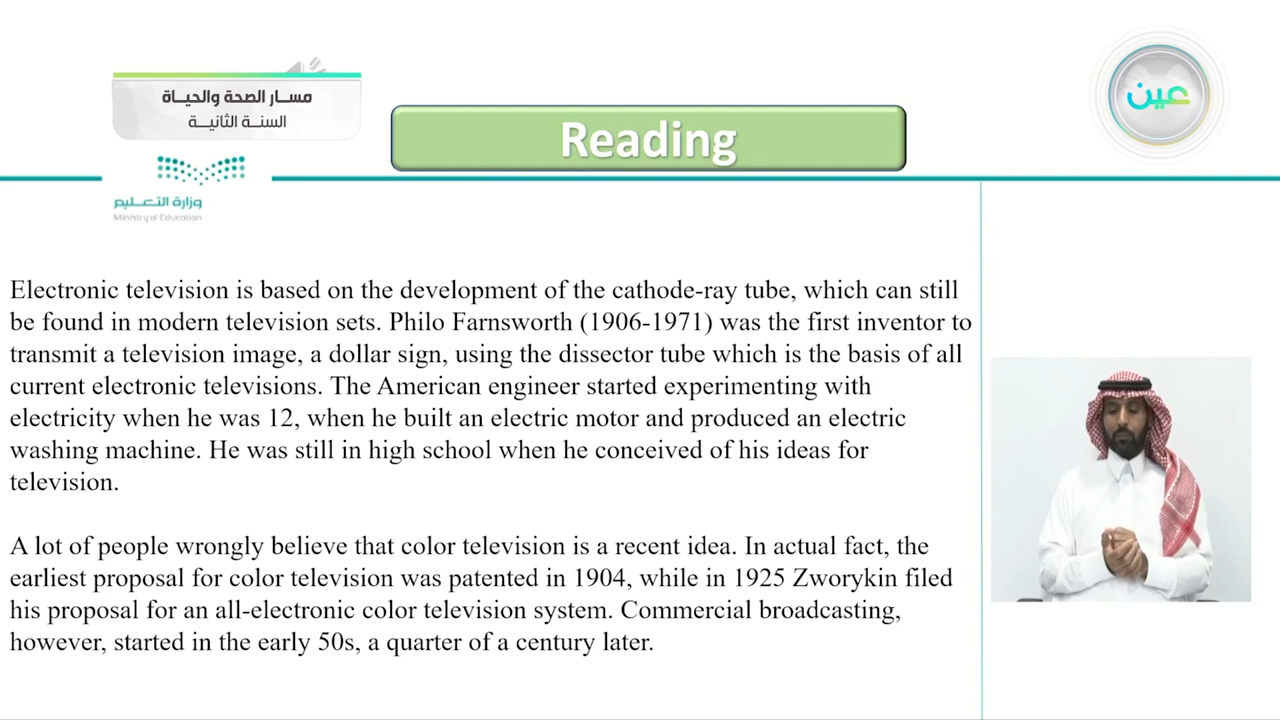 مسار الصحة والحياة
السنة الثانية
Reading
عين
وزارة التعليم
Ministry of Education
Electronic television is based on the development of the cathode-ray tube, which can still
be found in modern television sets. Philo Farnsworth (1906-1971) was the first inventor to
transmit a television image, a dollar sign, using the dissector tube which is the basis of all
current electronic televisions. The American engineer started experimenting with
electricity when he was 12, when he built an electric motor and produced an electric
washing machine. He was still in high school when he conceived of his ideas for
television.
A lot of people wrongly believe that color television is a recent idea. In actual fact, the
earliest proposal for color television was patented in 1904, while in 1925 Zworykin filed
his proposal for an all-electronic color television system. Commercial broadcasting,
however, started in the early 50s, a quarter of a century later.